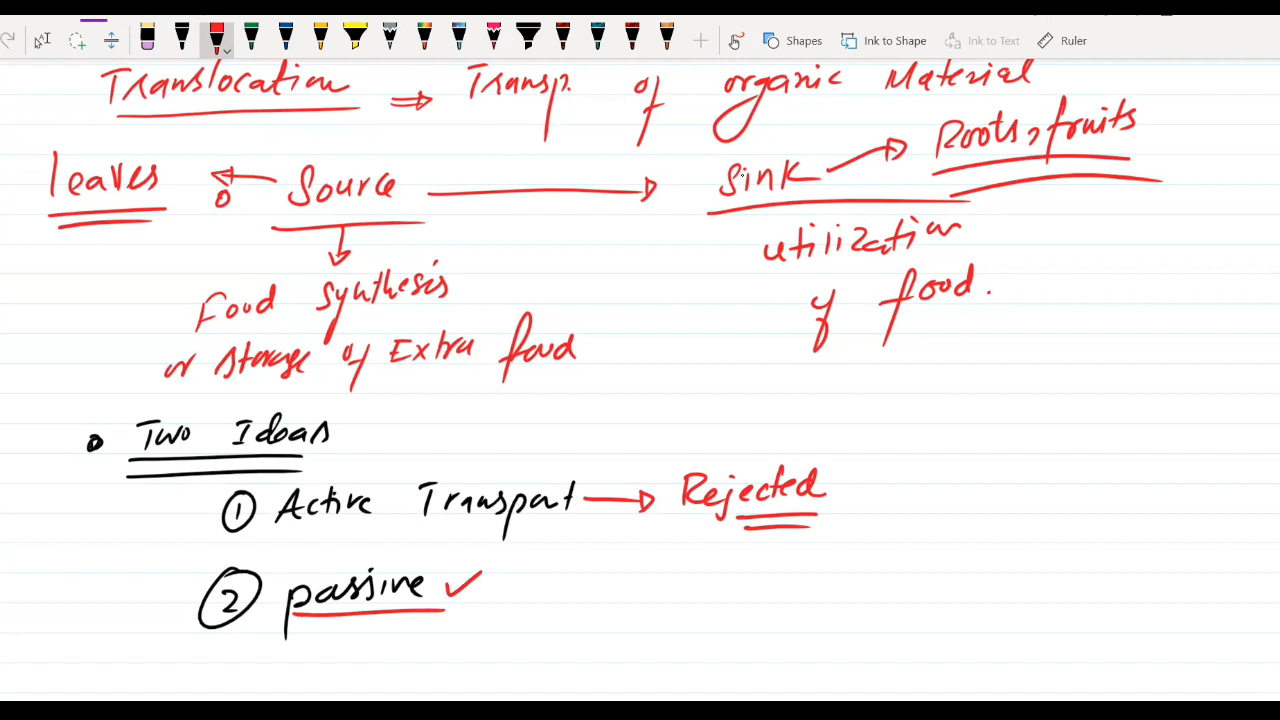 Shapes Ink to Shape Ink to Text Ruler
Translocation ⇒ Transp. of organic Material
leaves ← Source → Sink → Roots, fruits
utilization
of food.
Food synthesis
or storage of Extra food
Two Ideas
① Active Transport → Rejected
② passive ✓